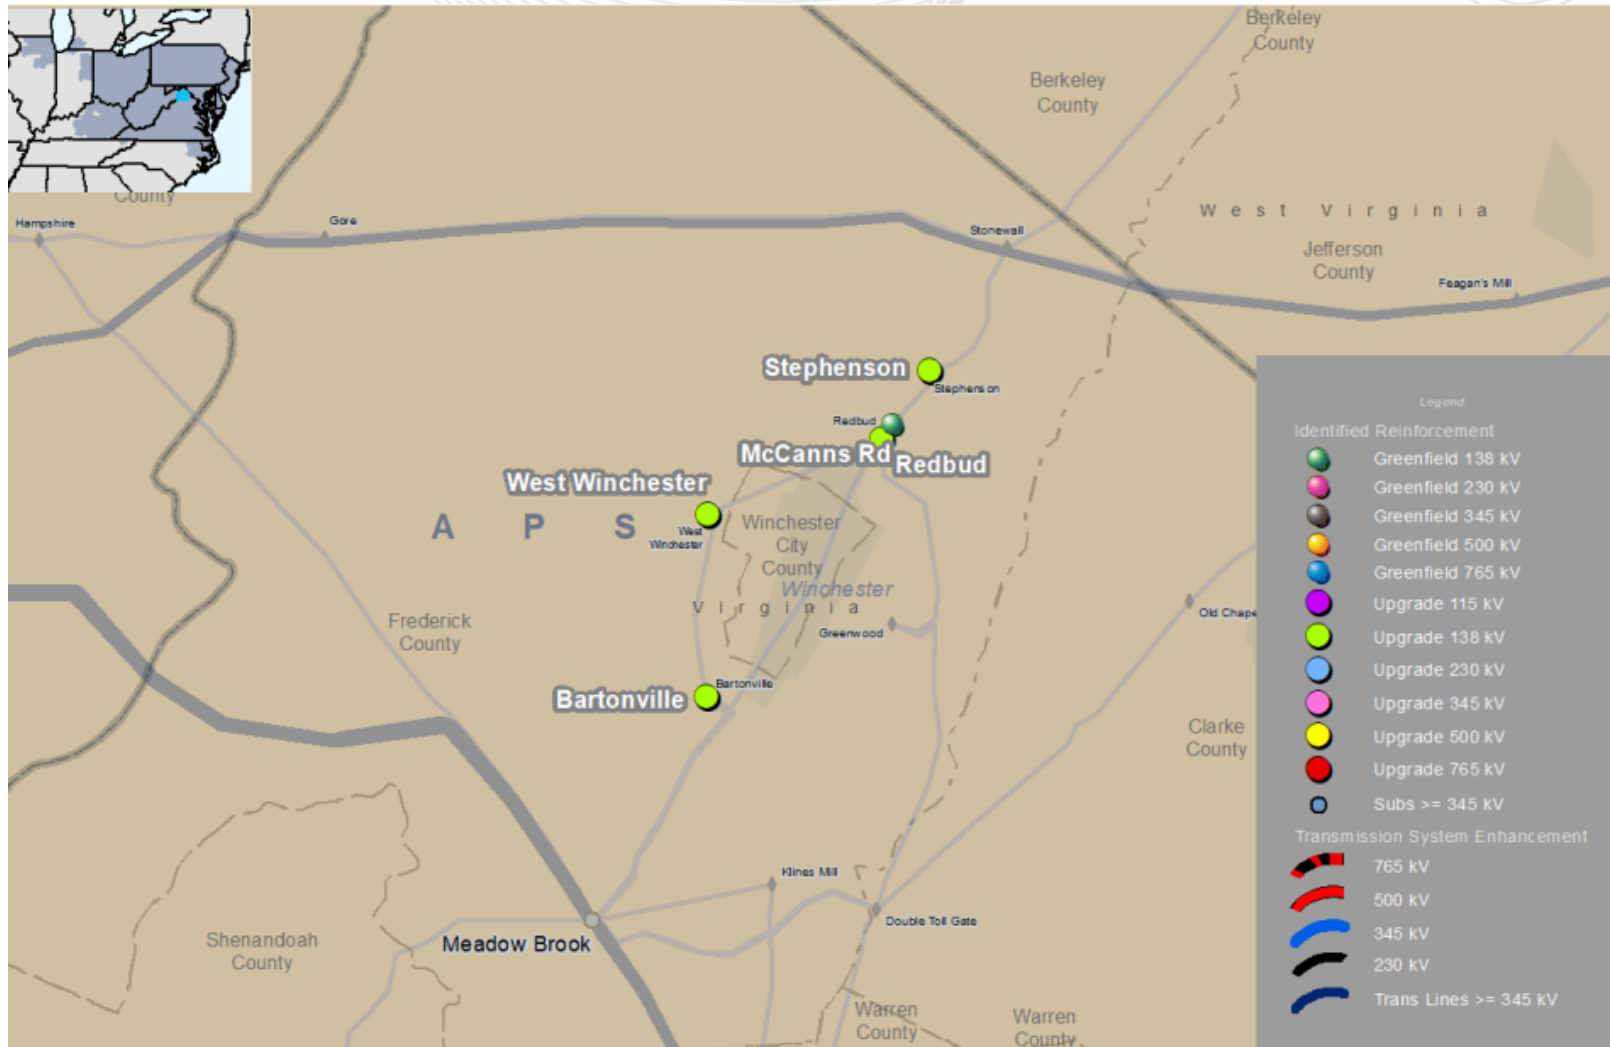 Berkeley
County
Berkeley
County
County
Hampshire
Gore
Stonewall
West Virginia
Jefferson
County
Feagan's Mill
Stephenson
Stephenson
Redbud
McCanns Rd
Redbud
West Winchester
West
Winchester
A P S
Winchester
City
County
Winchester
Virginia
Greenwood
Frederick
County
Old Chape
Bartonville
Bartonville
Clarke
County
Klines Mill
Double Toll Gate
Meadow Brook
Shenandoah
County
Warren
County
Warren
County
Legend
Identified Reinforcement
Greenfield 138 kV
Greenfield 230 kV
Greenfield 345 kV
Greenfield 500 kV
Greenfield 765 kV
Upgrade 115 kV
Upgrade 138 kV
Upgrade 230 kV
Upgrade 345 kV
Upgrade 500 kV
Upgrade 765 kV
Subs >= 345 kV
Transmission System Enhancement
765 kV
500 kV
345 kV
230 kV
Trans Lines >= 345 kV